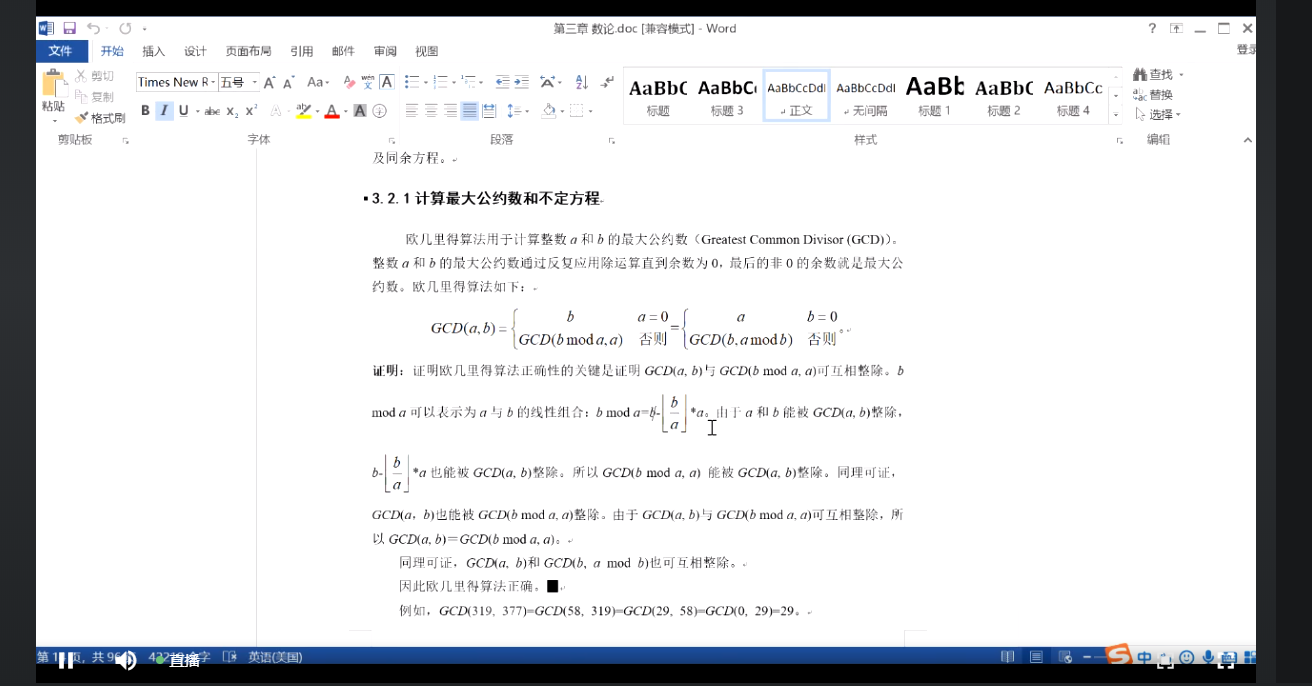 第三章 数论.doc [兼容模式] - Word
文件 开始 插入 设计 页面布局 引用 邮件 审阅 视图 登录
粘贴 剪切 复制 格式刷 剪贴板
Times New R 五号 字体
段落
AaBbC 标题
AaBbC 标题 3
AaBbCcDdI 正文
AaBbCcDdI 无间隔
AaBb 标题 1
AaBbC 标题 2
AaBbCc 标题 4
样式
查找 替换 选择 编辑
及同余方程。
3.2.1 计算最大公约数和不定方程
欧几里得算法用于计算整数 a 和 b 的最大公约数（Greatest Common Divisor (GCD)）。
整数 a 和 b 的最大公约数通过反复应用除运算直到余数为 0，最后的非 0 的余数就是最大公
约数。欧几里得算法如下：
GCD(a, b) = { b a = 0 GCD(b mod a, a) 否则 = { a b = 0 GCD(b, a mod b) 否则 。
证明：证明欧几里得算法正确性的关键是证明 GCD(a, b)与 GCD(b mod a, a)可互相整除。b
mod a 可以表示为 a 与 b 的线性组合：b mod a=b-⌊b/a⌋*a。由于 a 和 b 能被 GCD(a, b)整除，
b-⌊b/a⌋*a 也能被 GCD(a, b)整除。所以 GCD(b mod a, a) 能被 GCD(a, b)整除。同理可证，
GCD(a，b)也能被 GCD(b mod a, a)整除。由于 GCD(a, b)与 GCD(b mod a, a)可互相整除，所
以 GCD(a, b)＝GCD(b mod a, a)。
同理可证，GCD(a, b)和 GCD(b, a mod b)也可互相整除。
因此欧几里得算法正确。■
例如，GCD(319, 377)=GCD(58, 319)=GCD(29, 58)=GCD(0, 29)=29。
英语(美国) 中
直播